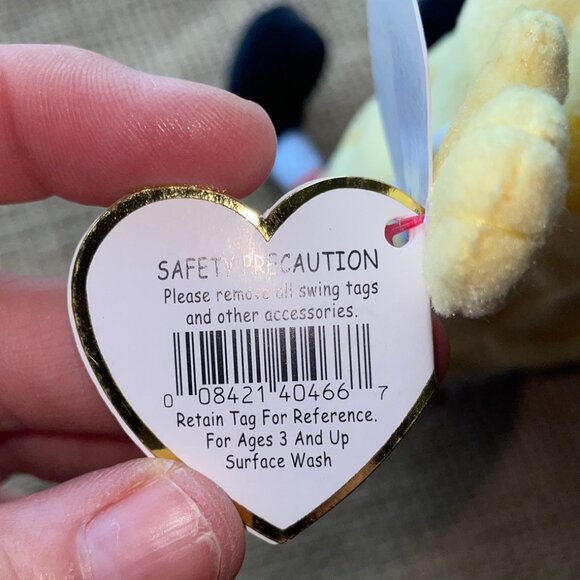 SAFETY PRECAUTION
Please remove all swing tags
and other accessories.
0 08421 40466 7
Retain Tag For Reference.
For Ages 3 And Up
Surface Wash